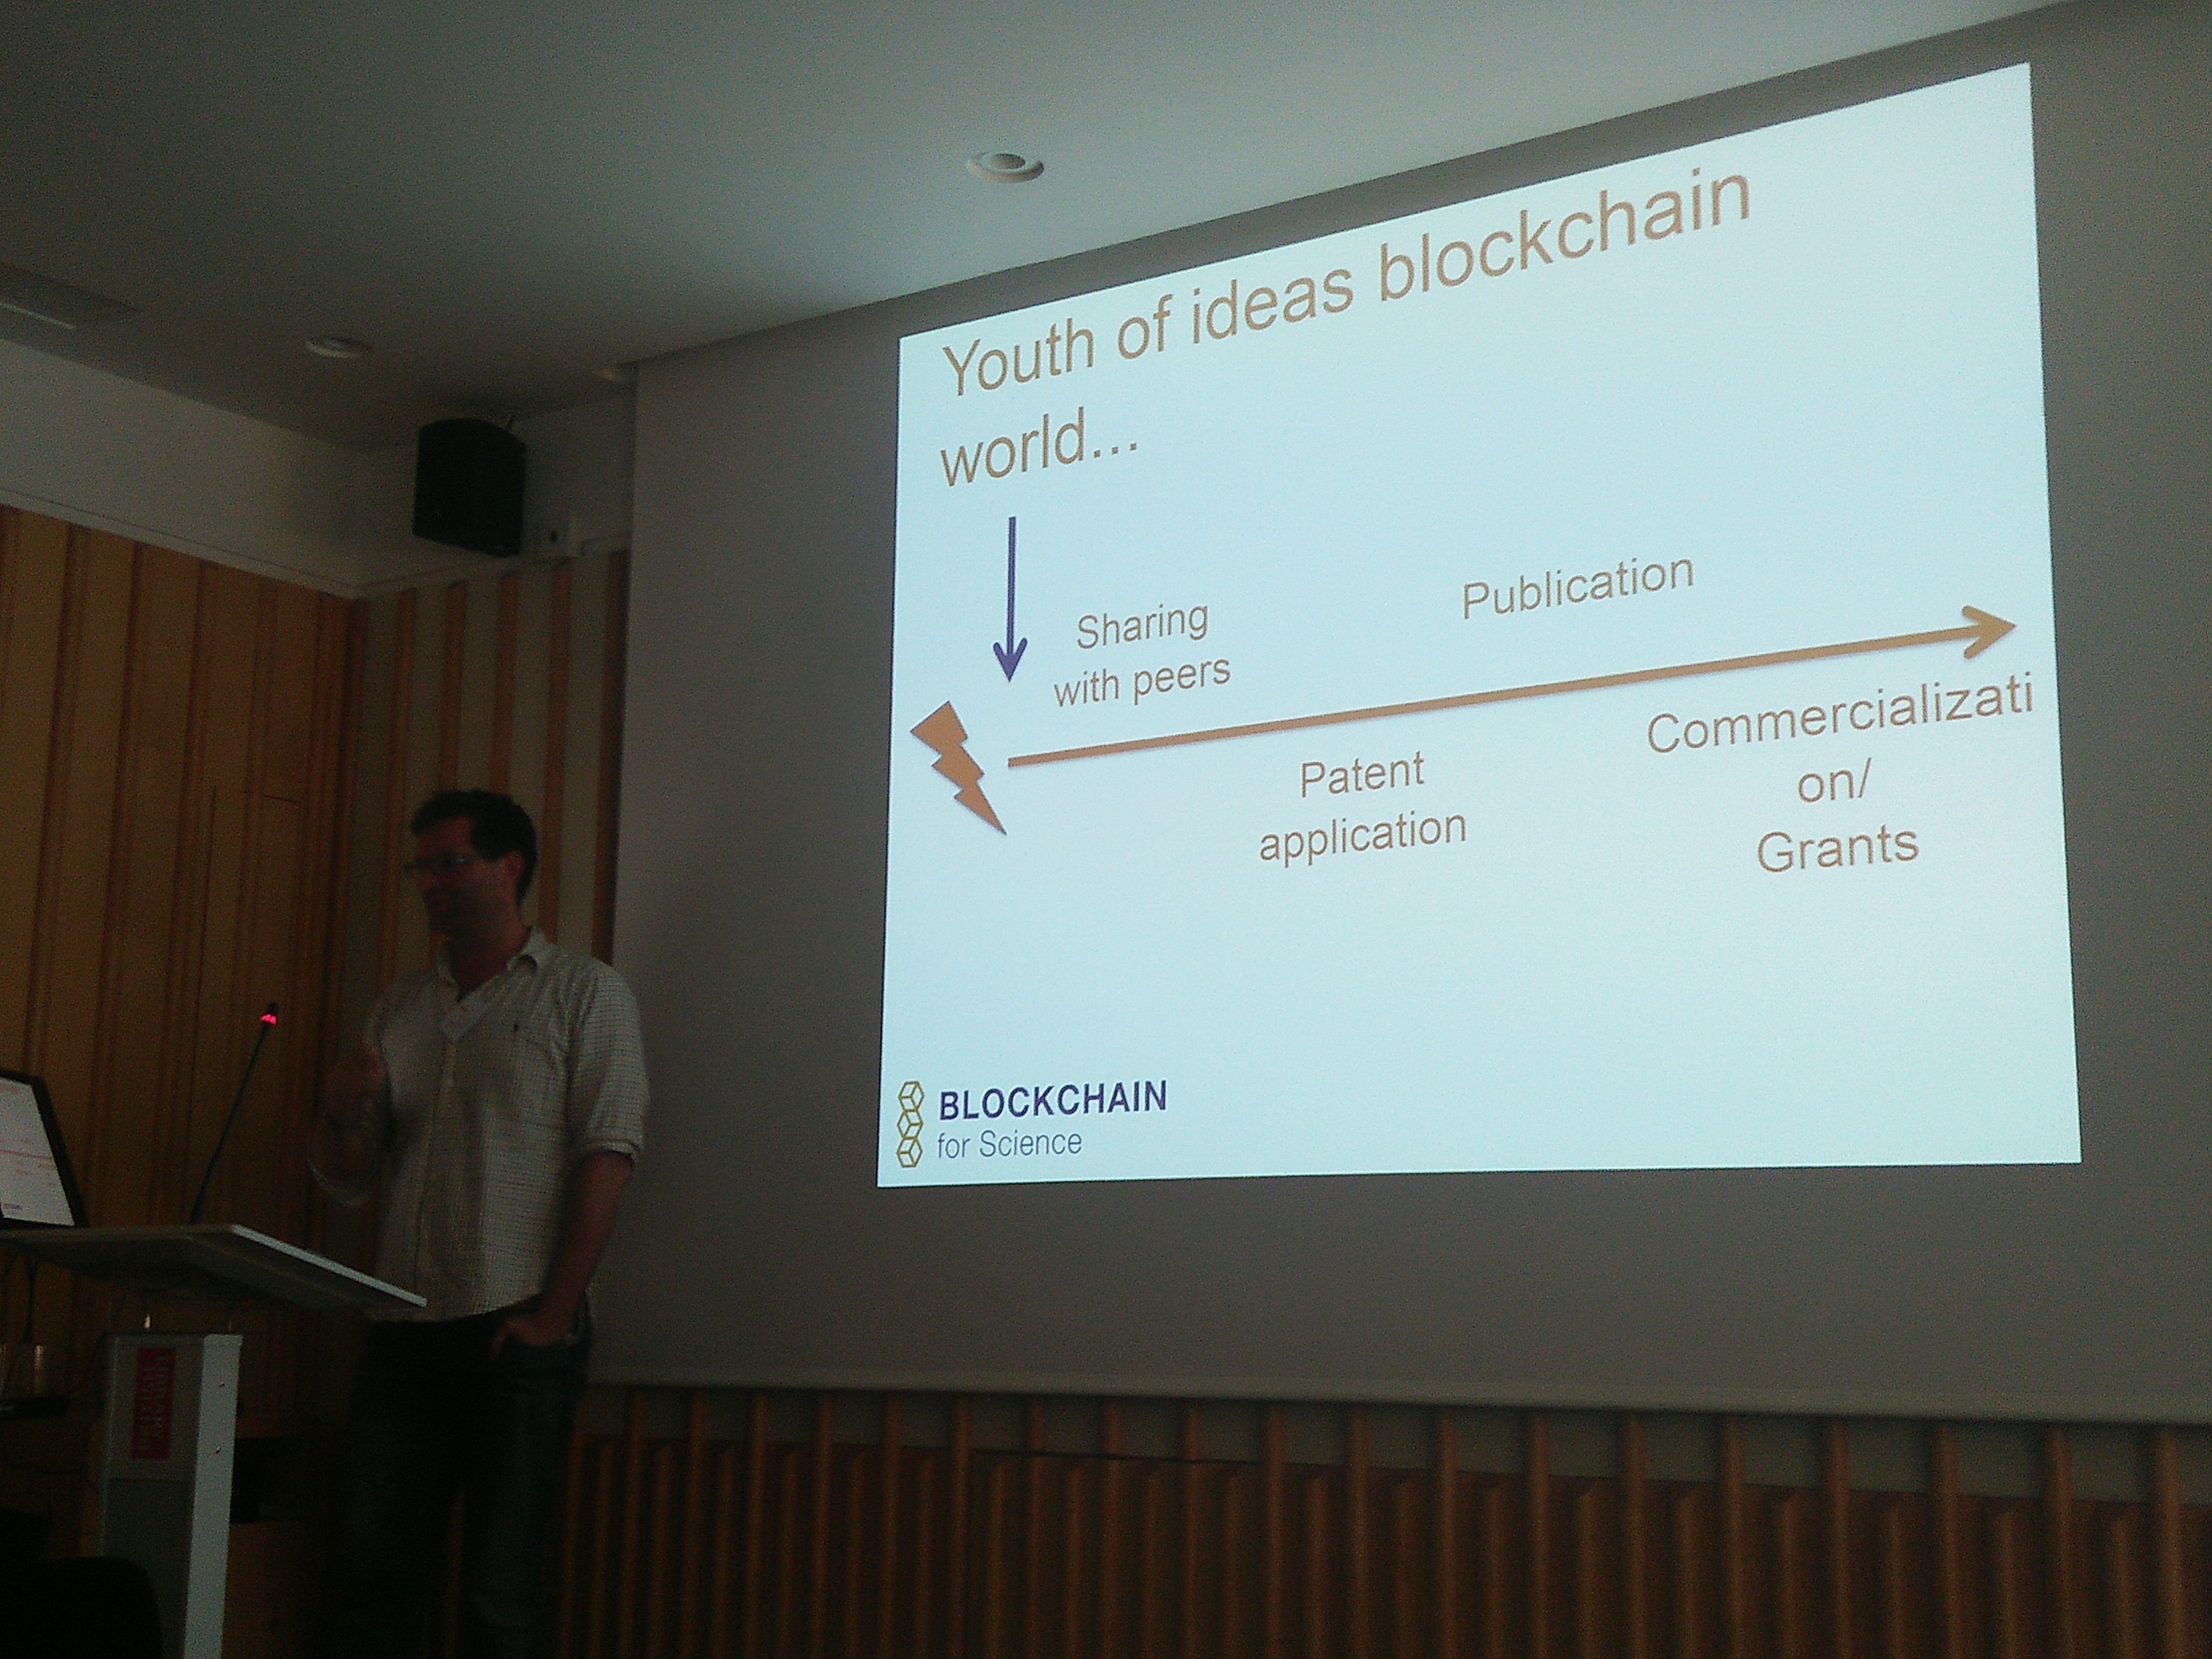 Youth of ideas blockchain
world...
Sharing
with peers
Publication
Patent
application
Commercializati
on/
Grants
BLOCKCHAIN
for Science